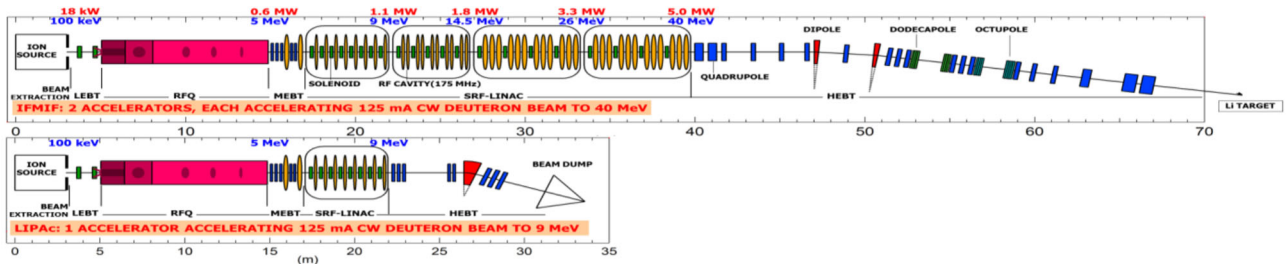 18 kW 0.6 MW 1.1 MW 1.8 MW 3.3 MW 5.0 MW
100 keV 5 MeV 9 MeV 14.5 MeV 26 MeV 40 MeV
ION SOURCE
DIPOLE DODECAPOLE OCTUPOLE
SOLENOID RF CAVITY(175 MHz) QUADRUPOLE
BEAM EXTRACTION LEBT RFQ MEBT SRF-LINAC HEBT
Li TARGET
IFMIF: 2 ACCELERATORS, EACH ACCELERATING 125 mA CW DEUTERON BEAM TO 40 MeV
0 10 20 30 40 50 60 70
100 keV 5 MeV 9 MeV
ION SOURCE
BEAM DUMP
BEAM EXTRACTION LEBT RFQ MEBT SRF-LINAC HEBT
LIPAc: 1 ACCELERATOR ACCELERATING 125 mA CW DEUTERON BEAM TO 9 MeV
0 5 10 15 20 25 30 35
(m)